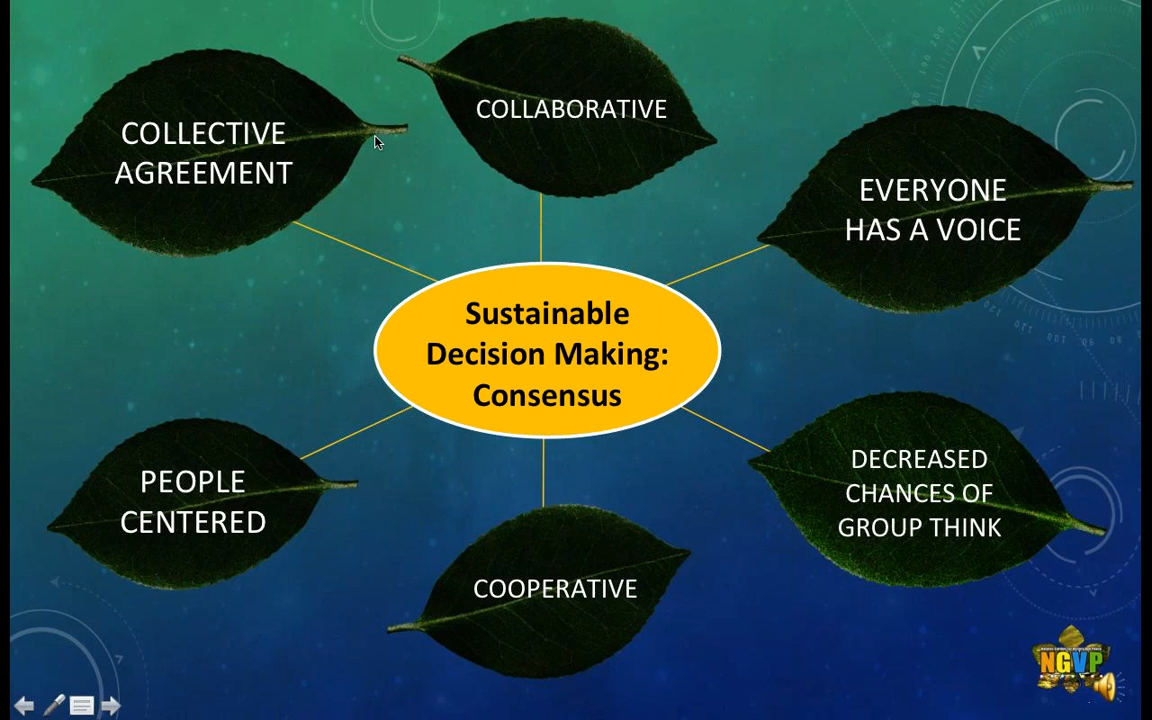 COLLECTIVE
AGREEMENT
COLLABORATIVE
EVERYONE
HAS A VOICE
Sustainable
Decision Making:
Consensus
PEOPLE
CENTERED
COOPERATIVE
DECREASED
CHANCES OF
GROUP THINK
NGVP